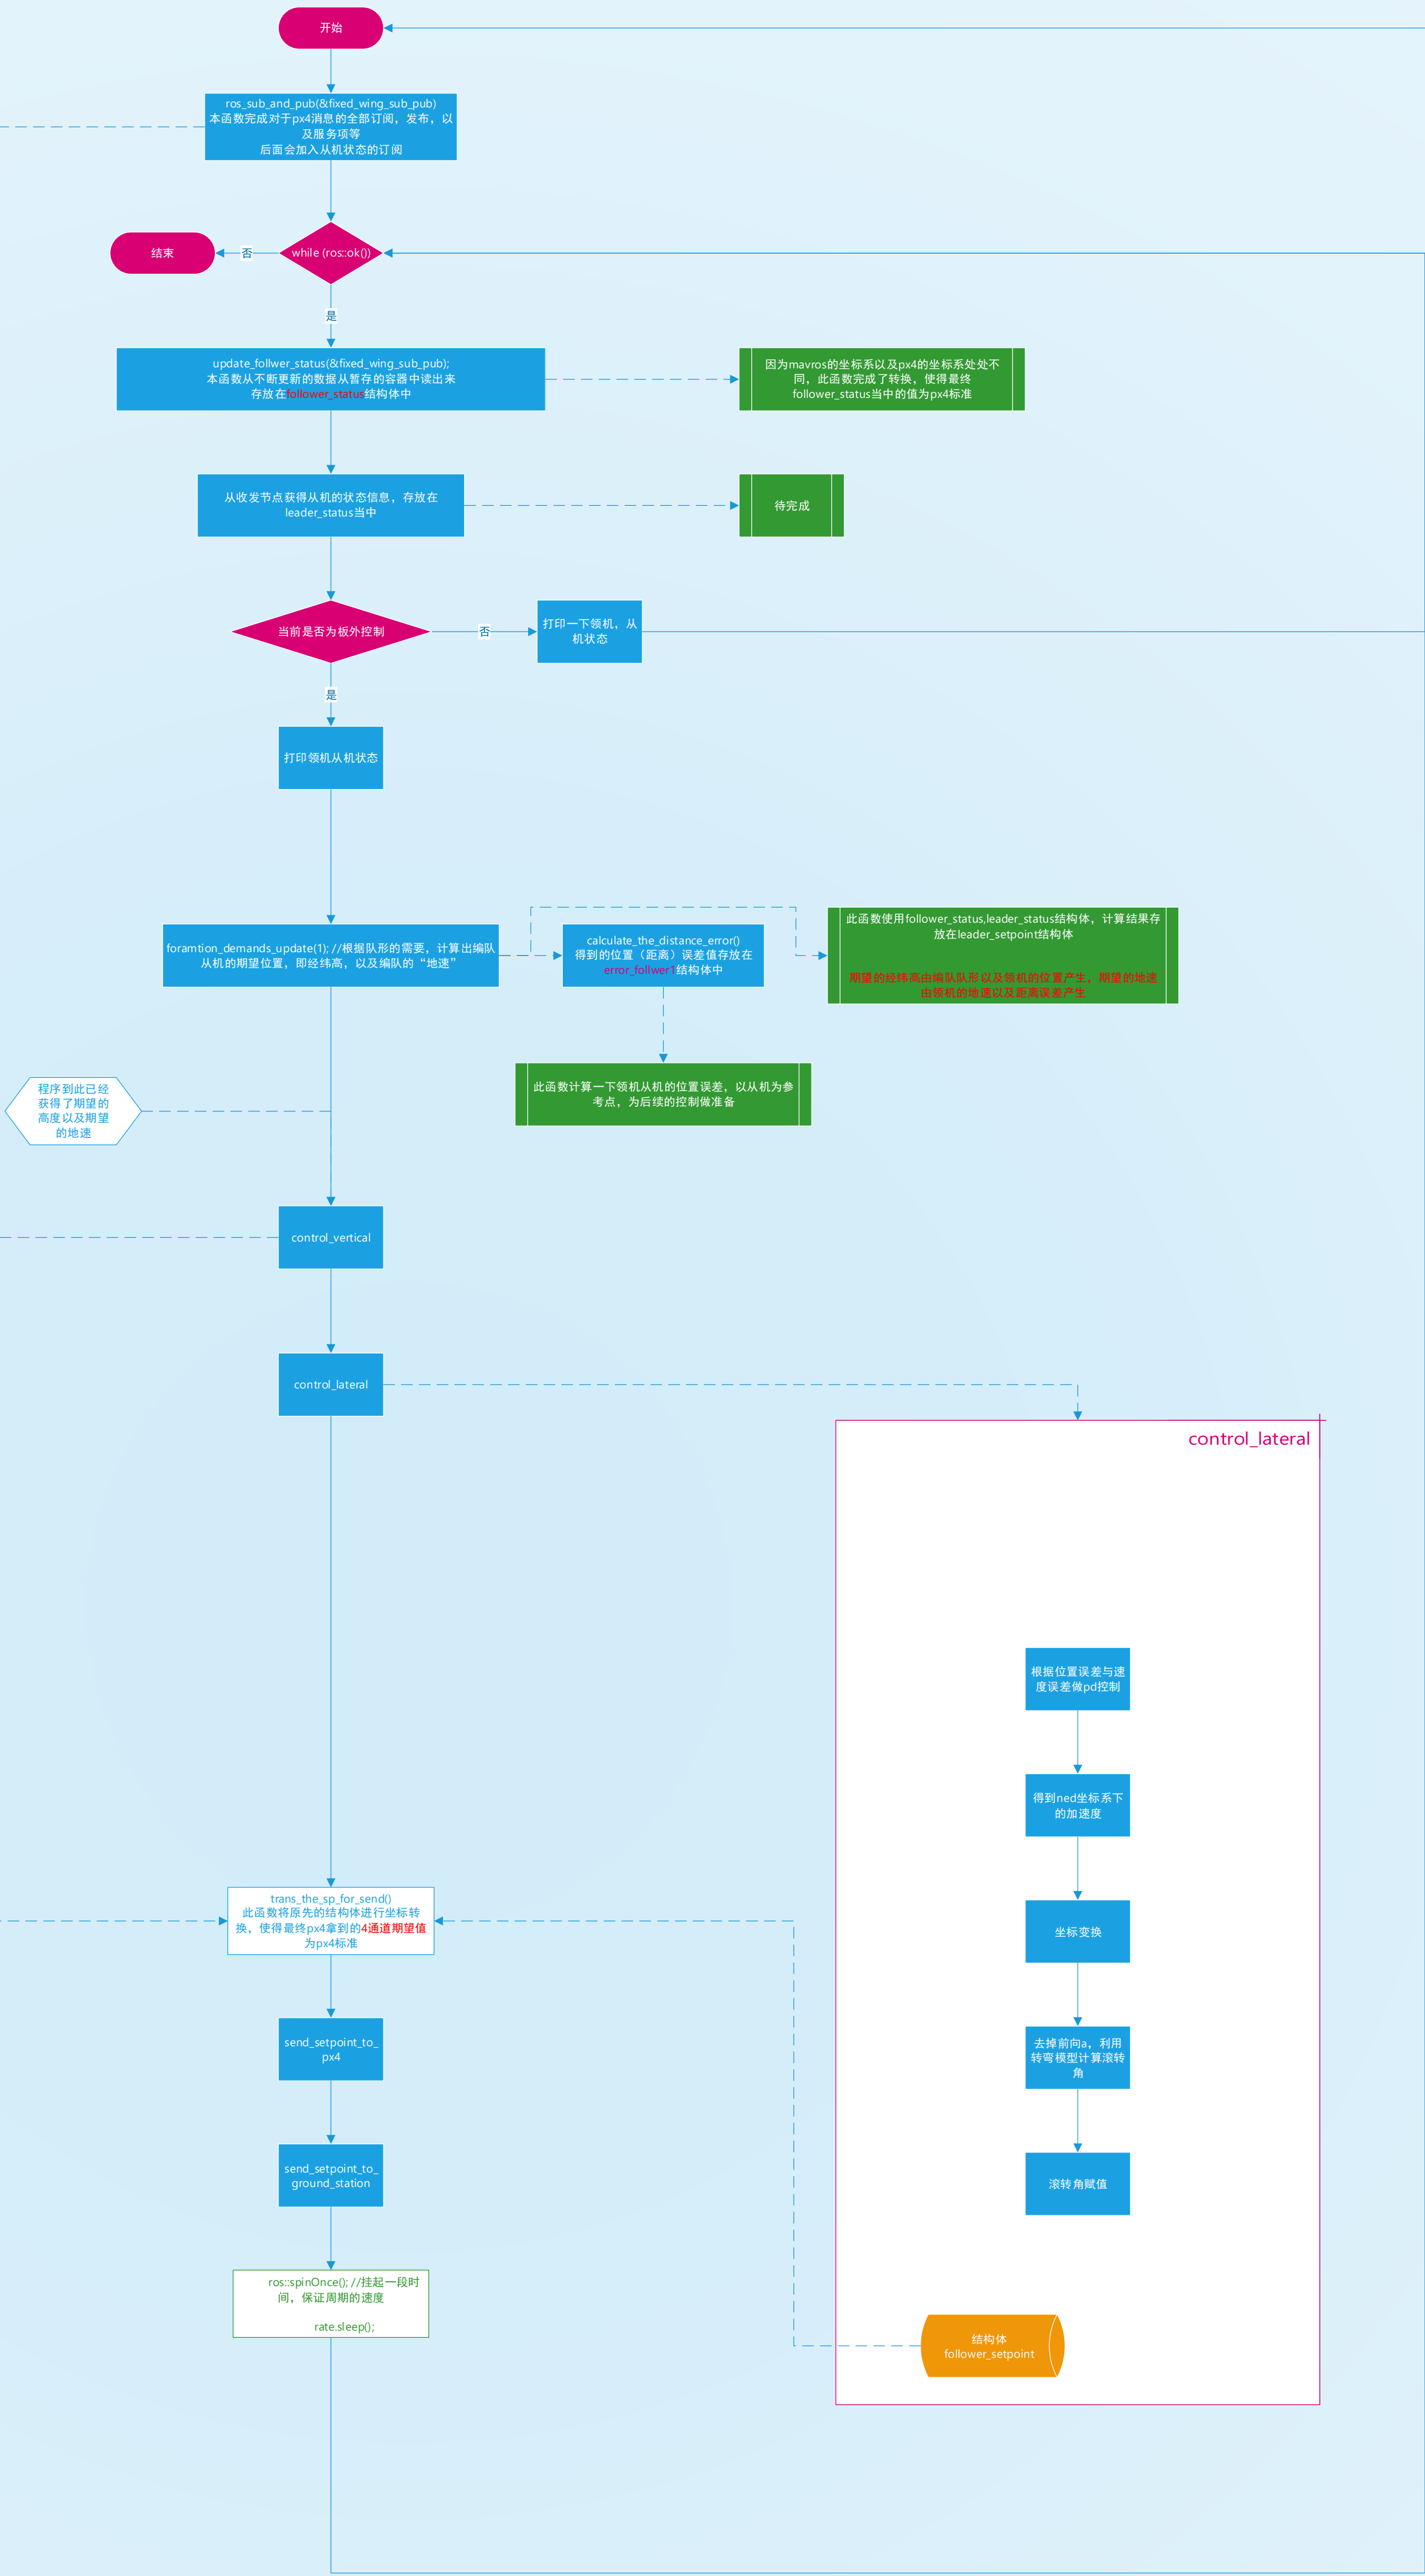 开始
ros_sub_and_pub(&fixed_wing_sub_pub)
本函数完成对于px4消息的全部订阅，发布，以
及服务项等
后面会加入从机状态的订阅
结束
否
while (ros::ok())
是
update_follwer_status(&fixed_wing_sub_pub);
本函数从不断更新的数据从暂存的容器中读出来
存放在follower_status结构体中
因为mavros的坐标系以及px4的坐标系处处不
同，此函数完成了转换，使得最终
follower_status当中的值为px4标准
从收发节点获得从机的状态信息，存放在
leader_status当中
待完成
当前是否为板外控制
否
打印一下领机，从
机状态
是
打印领机从机状态
foramtion_demands_update(1); //根据队形的需要，计算出编队
从机的期望位置，即经纬高，以及编队的“地速”
calculate_the_distance_error()
得到的位置（距离）误差值存放在
error_follwer1结构体中
此函数使用follower_status,leader_status结构体，计算结果存
放在leader_setpoint结构体
期望的经纬高由编队队形以及领机的位置产生，期望的地速
由领机的地速以及距离误差产生
此函数计算一下领机从机的位置误差，以从机为参
考点，为后续的控制做准备
程序到此已经
获得了期望的
高度以及期望
的地速
control_vertical
control_lateral
control_lateral
根据位置误差与速
度误差做pd控制
得到ned坐标系下
的加速度
坐标变换
去掉前向a，利用
转弯模型计算滚转
角
滚转角赋值
结构体
follower_setpoint
trans_the_sp_for_send()
此函数将原先的结构体进行坐标转
换，使得最终px4拿到的4通道期望值
为px4标准
send_setpoint_to_
px4
send_setpoint_to_
ground_station
ros::spinOnce(); //挂起一段时
间，保证周期的速度
rate.sleep();